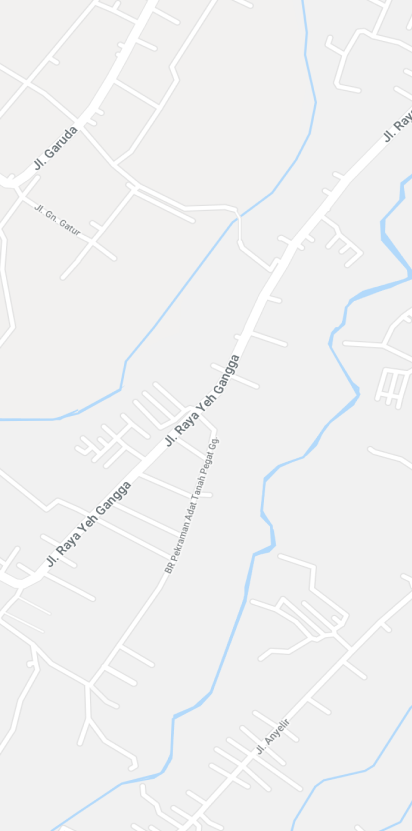 Jl. Raya
Jl. Garuda
Jl. Gn. Gatur
Jl. Raya Yeh Gangga
BR Pekraman Adat Tanah Pegat Gg.
Jl. Raya Yeh Gangga
Jl. Anyelir